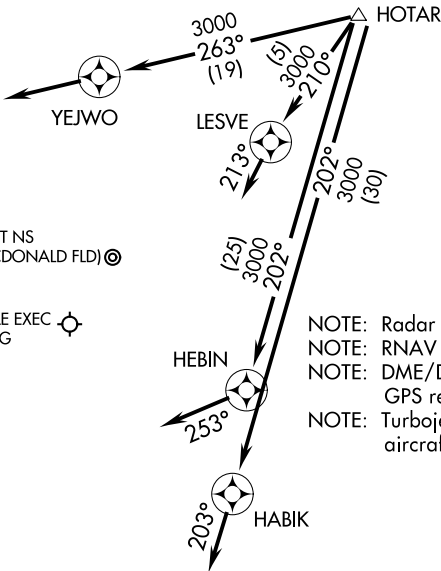 HOTAR
3000
263°
(19)
(5)
3000
210°
YEJWO
LESVE
213°
202°
3000
(30)
T NS
CDONALD FLD)
(25)
3000
202°
E EXEC
G
NOTE: Radar
NOTE: RNAV
NOTE: DME/D
GPS re
NOTE: Turboje
aircraf
HEBIN
253°
HABIK
203°